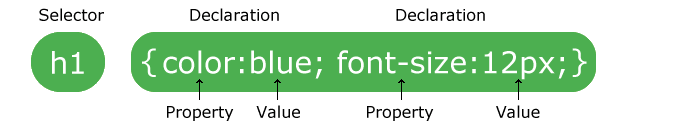 Selector Declaration Declaration
h1 {color:blue; font-size:12px;}
Property Value Property Value